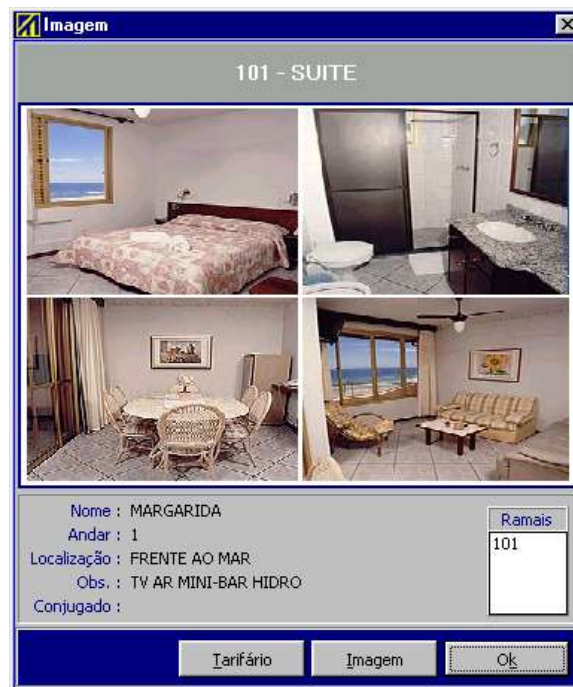 Imagem
101 - SUITE
Nome : MARGARIDA
Andar : 1
Localização : FRENTE AO MAR
Obs. : TV AR MINI-BAR HIDRO
Conjugado :
Ramais
101
Tarifário
Imagem
Ok